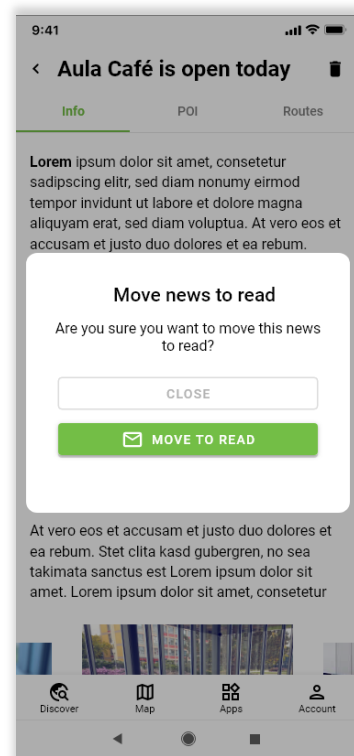 9:41
Aula Café is open today
Info POI Routes
Lorem ipsum dolor sit amet, consetetur
sadipscing elitr, sed diam nonumy eirmod
tempor invidunt ut labore et dolore magna
aliquyam erat, sed diam voluptua. At vero eos et
accusam et justo duo dolores et ea rebum.
Move news to read
Are you sure you want to move this news
to read?
CLOSE
MOVE TO READ
At vero eos et accusam et justo duo dolores et
ea rebum. Stet clita kasd gubergren, no sea
takimata sanctus est Lorem ipsum dolor sit
amet. Lorem ipsum dolor sit amet, consetetur
Discover Map Apps Account